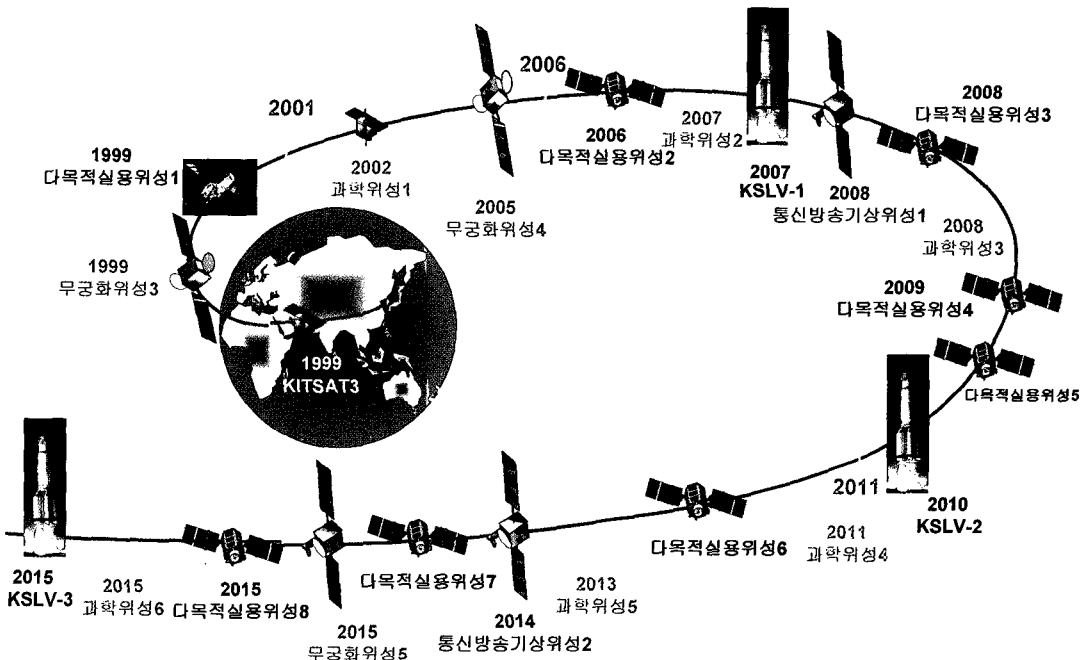 2006
2001
2006
다목적실용위성2
2007
과학위성2
2008
다목적실용위성3
1999
다목적실용위성1
2002
과학위성1
2005
무궁화위성4
2007
KSLV-1
2008
통신방송기상위성1
1999
무궁화위성3
2008
과학위성3
2009
다목적실용위성4
1999
KITSAT3
다목적실용위성5
2011
2010
KSLV-2
다목적실용위성6
2011
과학위성4
2015
KSLV-3
2015
과학위성6
2015
다목적실용위성8
다목적실용위성7
2013
과학위성5
2015
무궁화위성5
2014
통신방송기상위성2